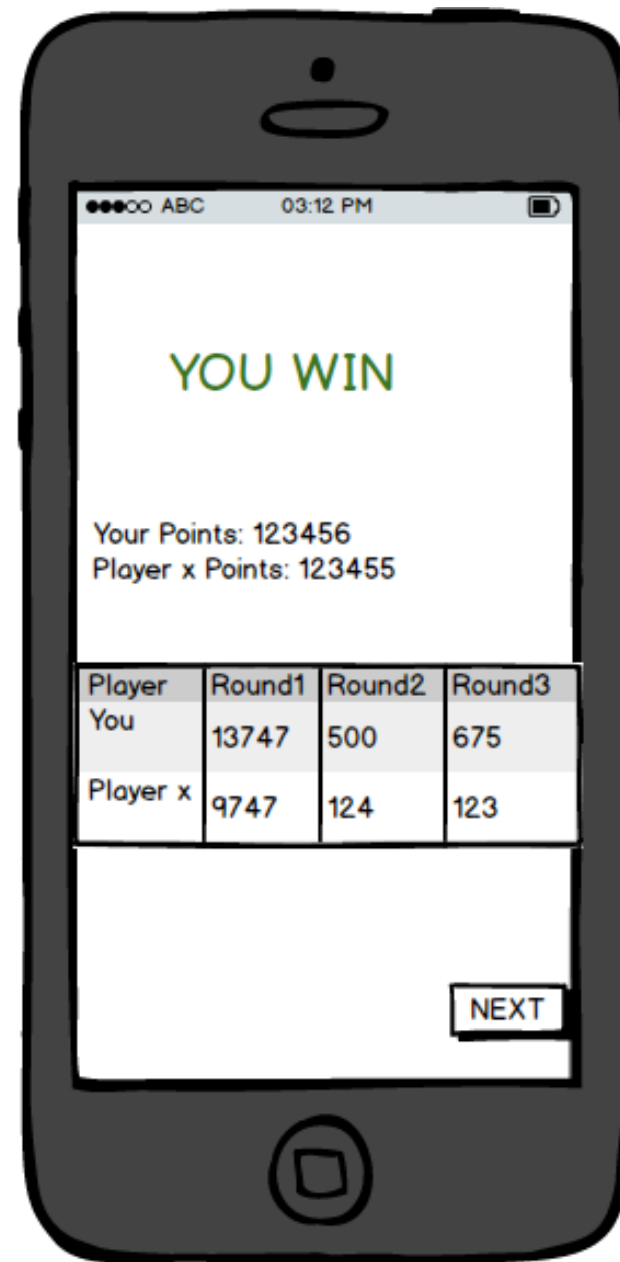 ABC 03:12 PM
YOU WIN
Your Points: 123456
Player x Points: 123455
Player Round1 Round2 Round3
You 13747 500 675
Player x 9747 124 123
NEXT